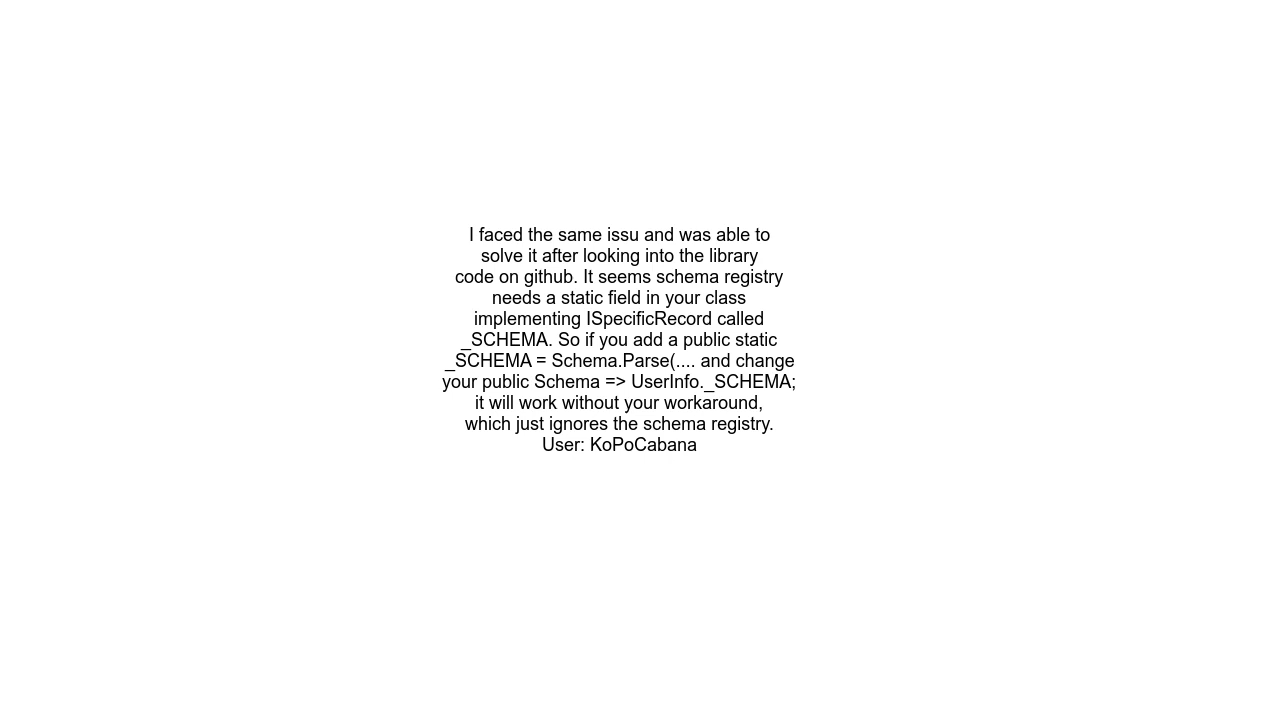 I faced the same issu and was able to
solve it after looking into the library
code on github. It seems schema registry
needs a static field in your class
implementing ISpecificRecord called
_SCHEMA. So if you add a public static
_SCHEMA = Schema.Parse(.... and change
your public Schema => UserInfo._SCHEMA;
it will work without your workaround,
which just ignores the schema registry.
User: KoPoCabana